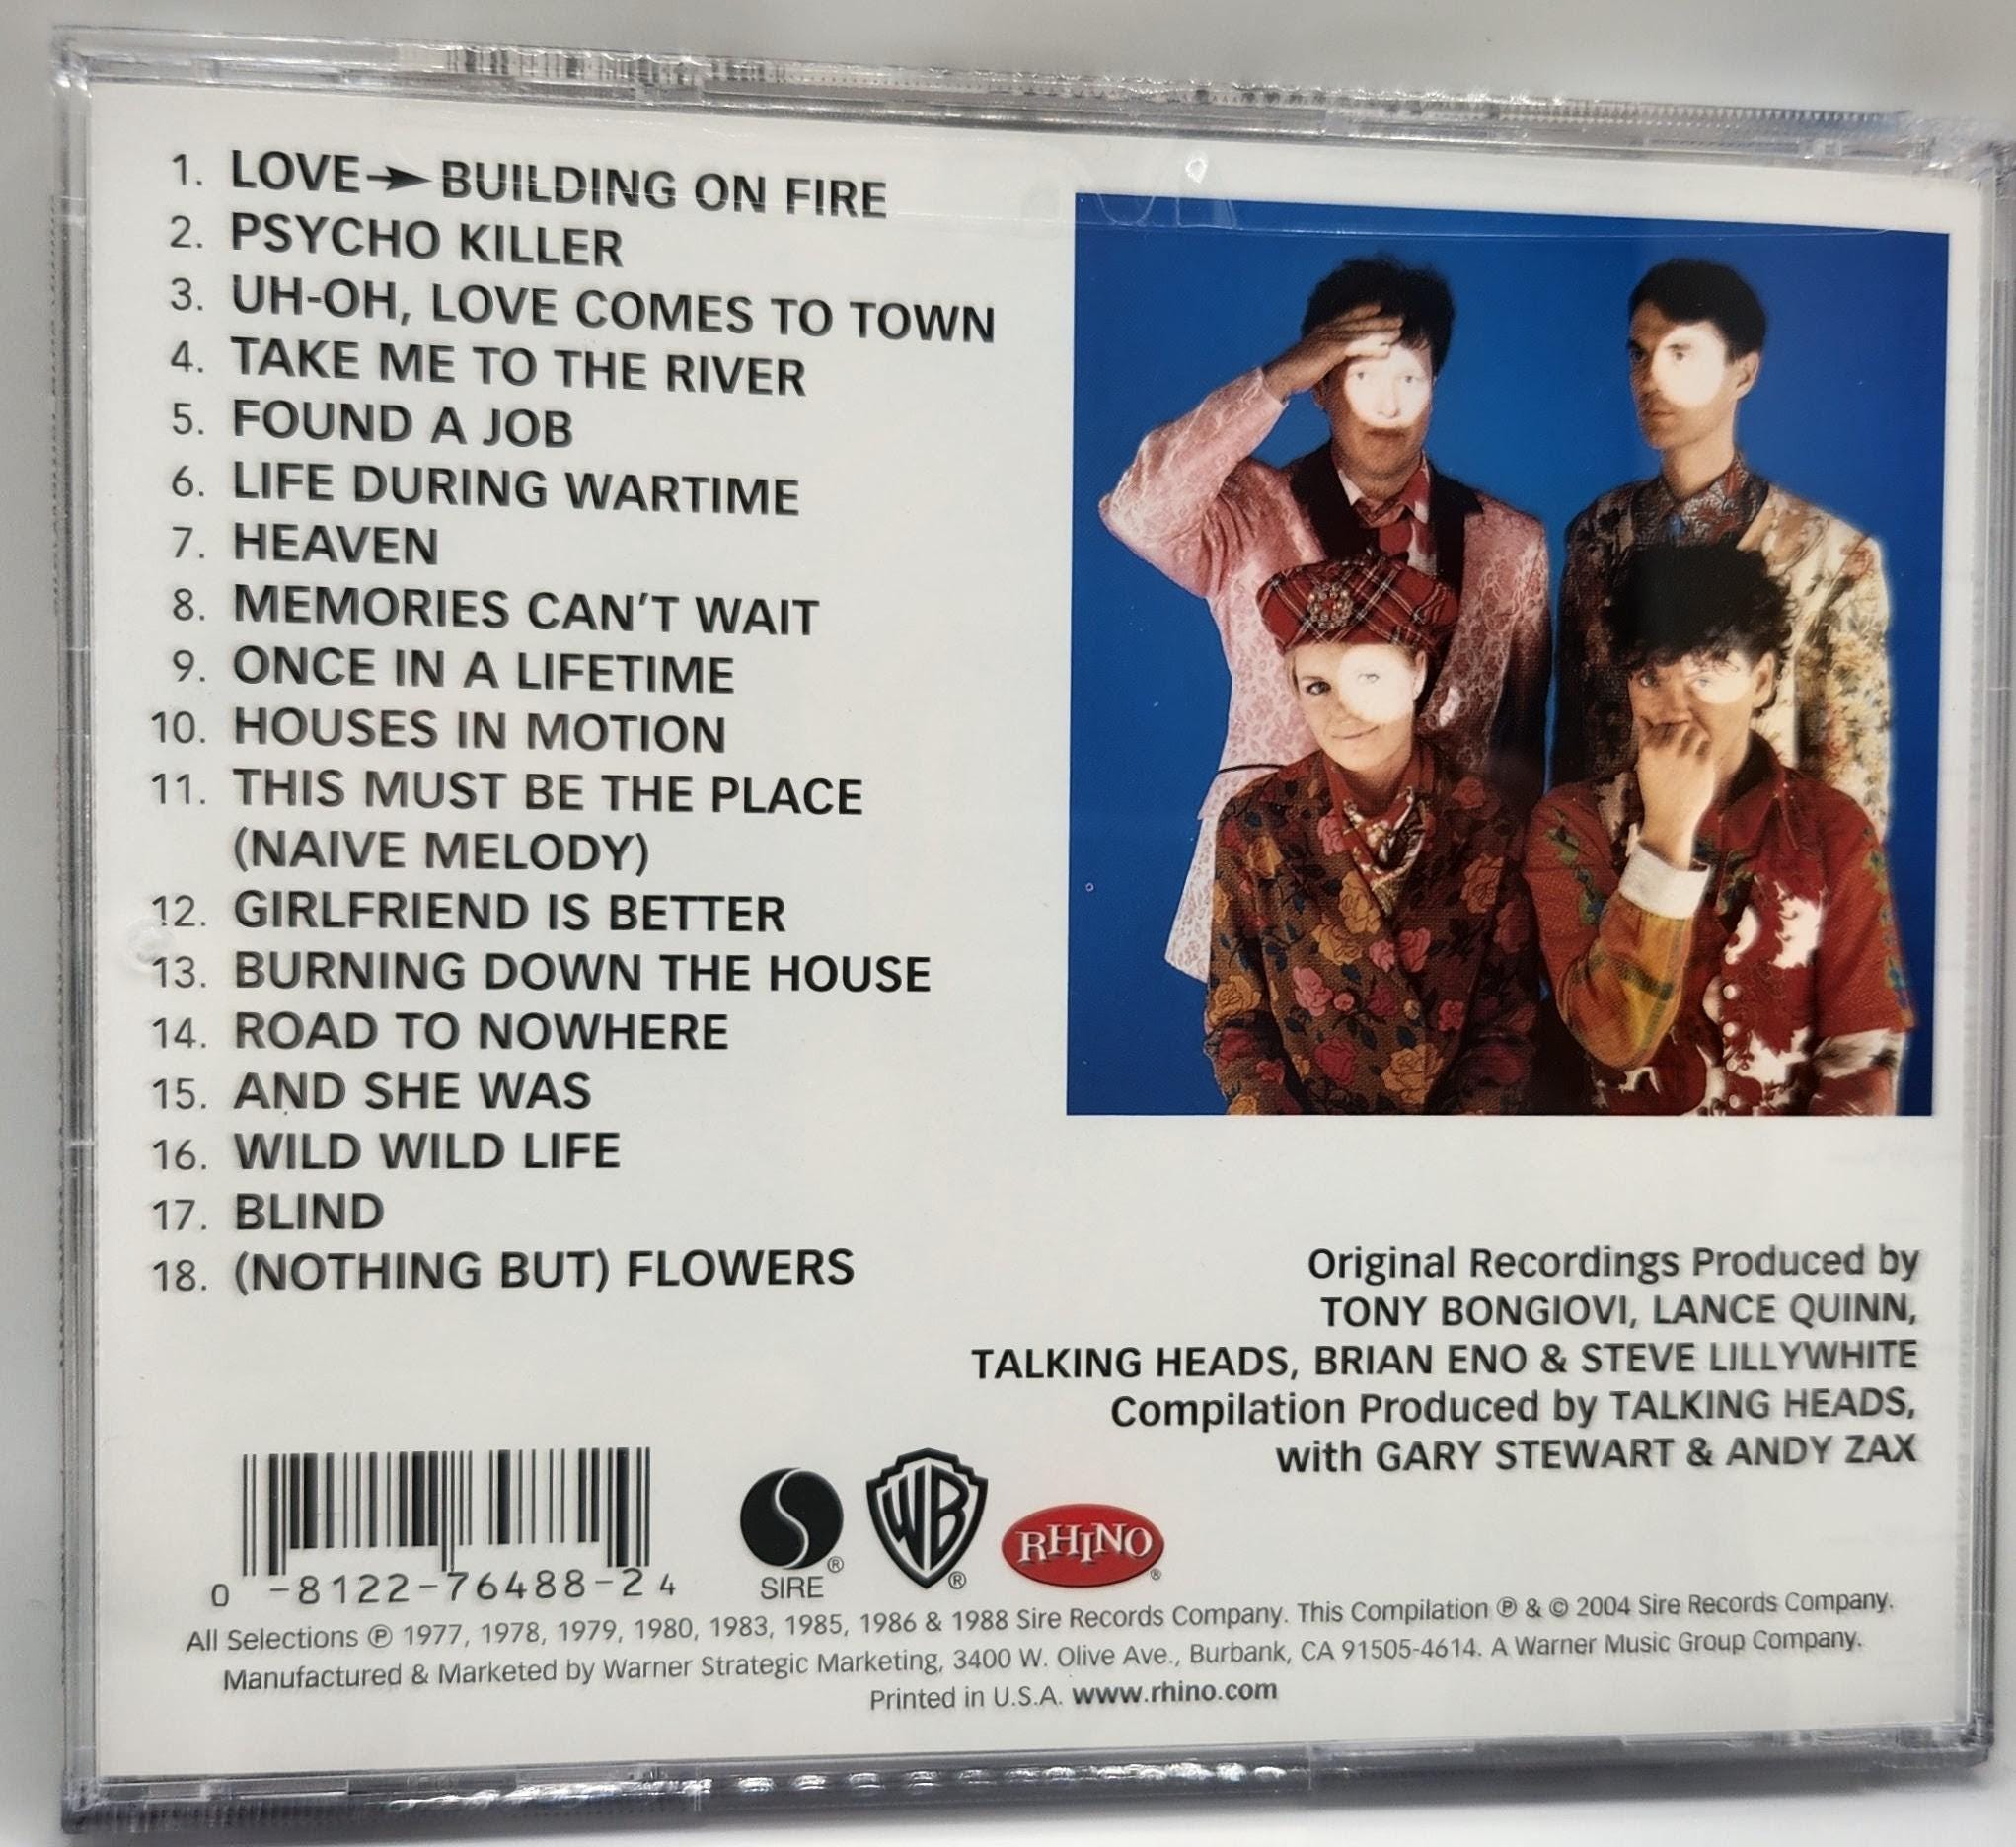 1. LOVE➛BUILDING ON FIRE
2. PSYCHO KILLER
3. UH-OH, LOVE COMES TO TOWN
4. TAKE ME TO THE RIVER
5. FOUND A JOB
6. LIFE DURING WARTIME
7. HEAVEN
8. MEMORIES CAN'T WAIT
9. ONCE IN A LIFETIME
10. HOUSES IN MOTION
11. THIS MUST BE THE PLACE
(NAIVE MELODY)
12. GIRLFRIEND IS BETTER
13. BURNING DOWN THE HOUSE
14. ROAD TO NOWHERE
15. AND SHE WAS
16. WILD WILD LIFE
17. BLIND
18. (NOTHING BUT) FLOWERS
Original Recordings Produced by
TONY BONGIOVI, LANCE QUINN,
TALKING HEADS, BRIAN ENO & STEVE LILLYWHITE
Compilation Produced by TALKING HEADS,
with GARY STEWART & ANDY ZAX
0 -8122-76488-2 4
SIRE®
WB®
RHINO®
All Selections ℗ 1977, 1978, 1979, 1980, 1983, 1985, 1986 & 1988 Sire Records Company. This Compilation ℗ & © 2004 Sire Records Company.
Manufactured & Marketed by Warner Strategic Marketing, 3400 W. Olive Ave., Burbank, CA 91505-4614. A Warner Music Group Company.
Printed in U.S.A. www.rhino.com